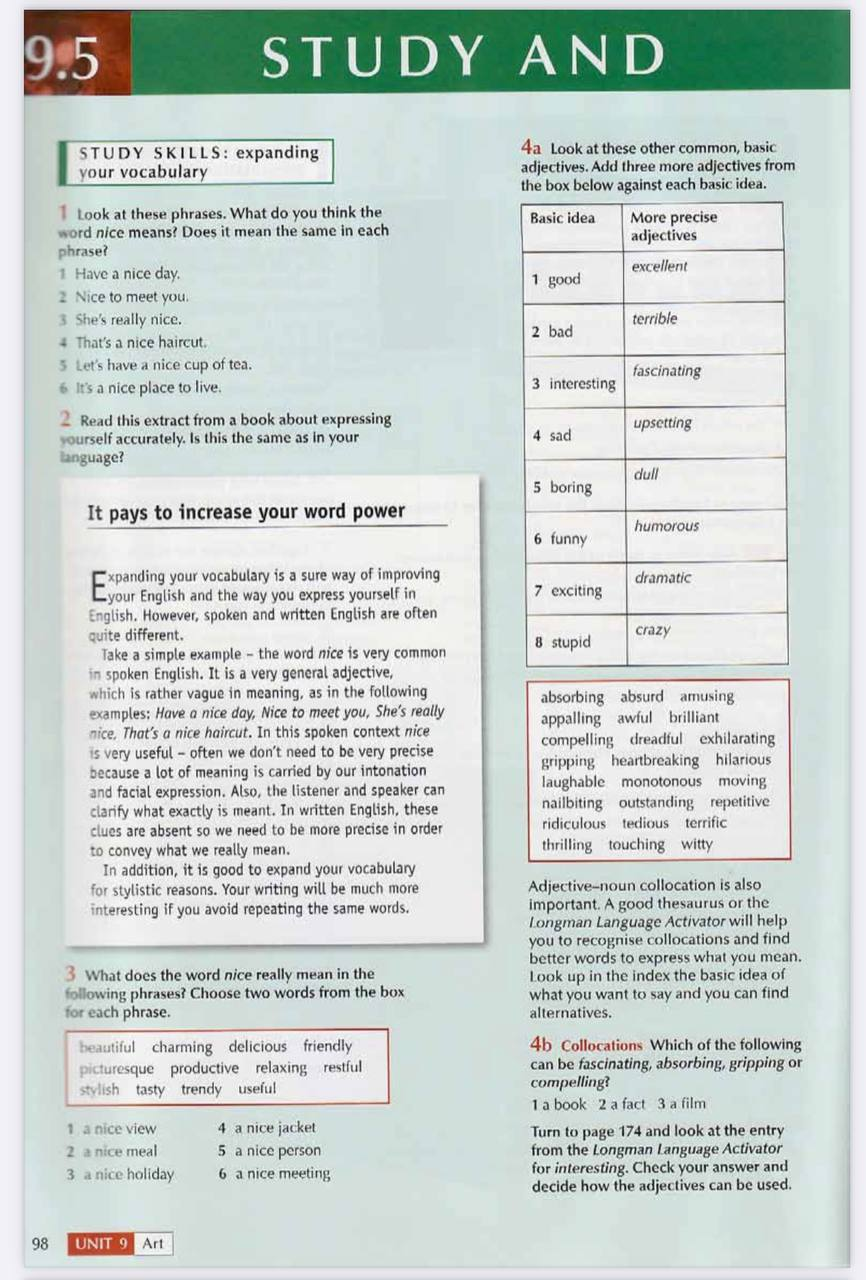 9.5
STUDY AND
STUDY SKILLS: expanding
your vocabulary
1 Look at these phrases. What do you think the
word nice means? Does it mean the same in each
phrase?
1 Have a nice day.
2 Nice to meet you.
3 She's really nice.
4 That's a nice haircut.
5 Let's have a nice cup of tea.
6 It's a nice place to live.
2 Read this extract from a book about expressing
yourself accurately. Is this the same as in your
language?
It pays to increase your word power
Expanding your vocabulary is a sure way of improving
your English and the way you express yourself in
English. However, spoken and written English are often
quite different.
Take a simple example – the word nice is very common
in spoken English. It is a very general adjective,
which is rather vague in meaning, as in the following
examples: Have a nice day, Nice to meet you, She's really
nice, That's a nice haircut. In this spoken context nice
is very useful – often we don't need to be very precise
because a lot of meaning is carried by our intonation
and facial expression. Also, the listener and speaker can
clarify what exactly is meant. In written English, these
clues are absent so we need to be more precise in order
to convey what we really mean.
In addition, it is good to expand your vocabulary
for stylistic reasons. Your writing will be much more
interesting if you avoid repeating the same words.
3 What does the word nice really mean in the
following phrases? Choose two words from the box
for each phrase.
beautiful charming delicious friendly
picturesque productive relaxing restful
stylish tasty trendy useful
1 a nice view
2 a nice meal
3 a nice holiday
4 a nice jacket
5 a nice person
6 a nice meeting
4a Look at these other common, basic
adjectives. Add three more adjectives from
the box below against each basic idea.
Basic idea More precise
adjectives
1 good excellent
2 bad terrible
3 interesting fascinating
4 sad upsetting
5 boring dull
6 funny humorous
7 exciting dramatic
8 stupid crazy
absorbing absurd amusing
appalling awful brilliant
compelling dreadful exhilarating
gripping heartbreaking hilarious
laughable monotonous moving
nailbiting outstanding repetitive
ridiculous tedious terrific
thrilling touching witty
Adjective–noun collocation is also
important. A good thesaurus or the
Longman Language Activator will help
you to recognise collocations and find
better words to express what you mean.
Look up in the index the basic idea of
what you want to say and you can find
alternatives.
4b Collocations Which of the following
can be fascinating, absorbing, gripping or
compelling?
1 a book 2 a fact 3 a film
Turn to page 174 and look at the entry
from the Longman Language Activator
for interesting. Check your answer and
decide how the adjectives can be used.
98 UNIT 9 Art